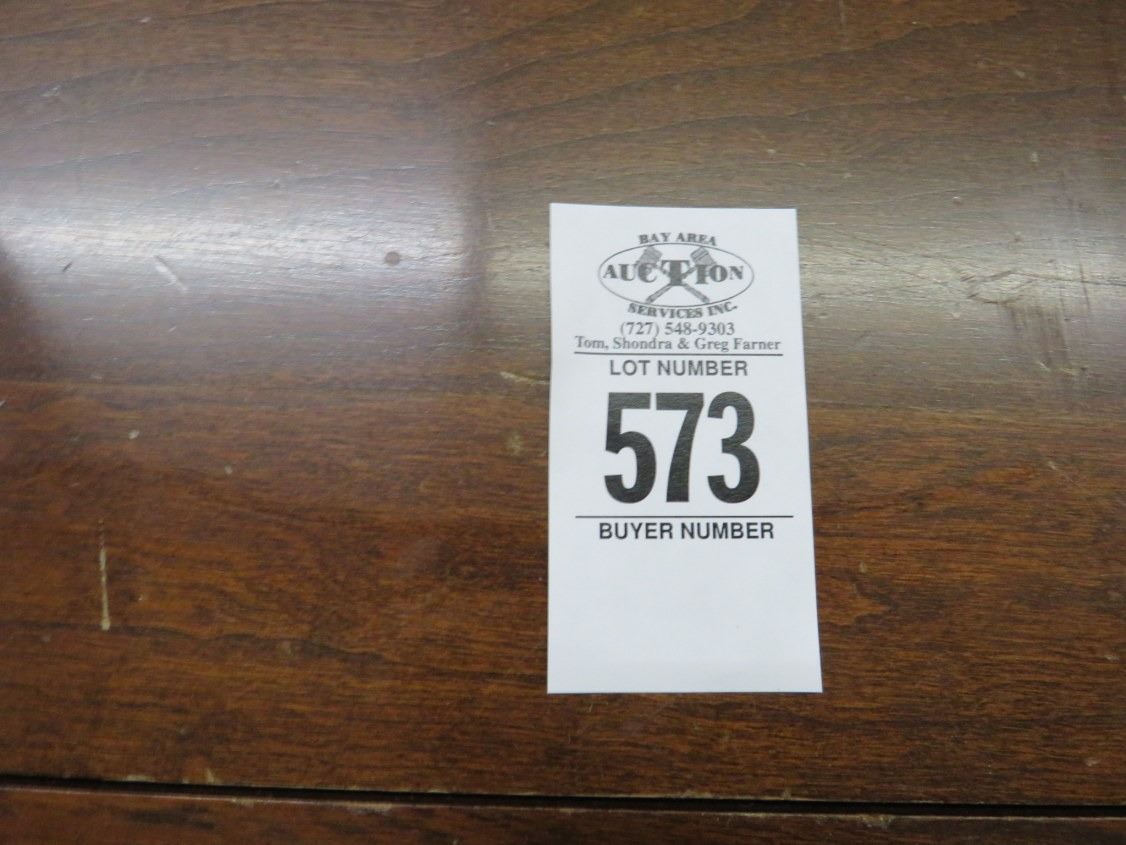 BAY AREA
AUCTION
SERVICES INC.
(727) 548-9303
Tom, Shondra & Greg Farner
LOT NUMBER
573
BUYER NUMBER